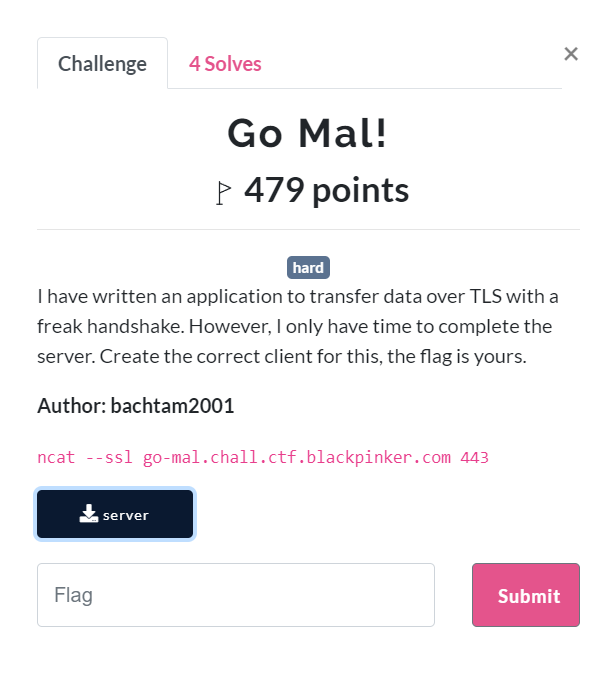 Challenge
4 Solves
×
Go Mal!
479 points
hard
I have written an application to transfer data over TLS with a
freak handshake. However, I only have time to complete the
server. Create the correct client for this, the flag is yours.
Author: bachtam2001
ncat --ssl go-mal.chall.ctf.blackpinker.com 443
server
Flag
Submit